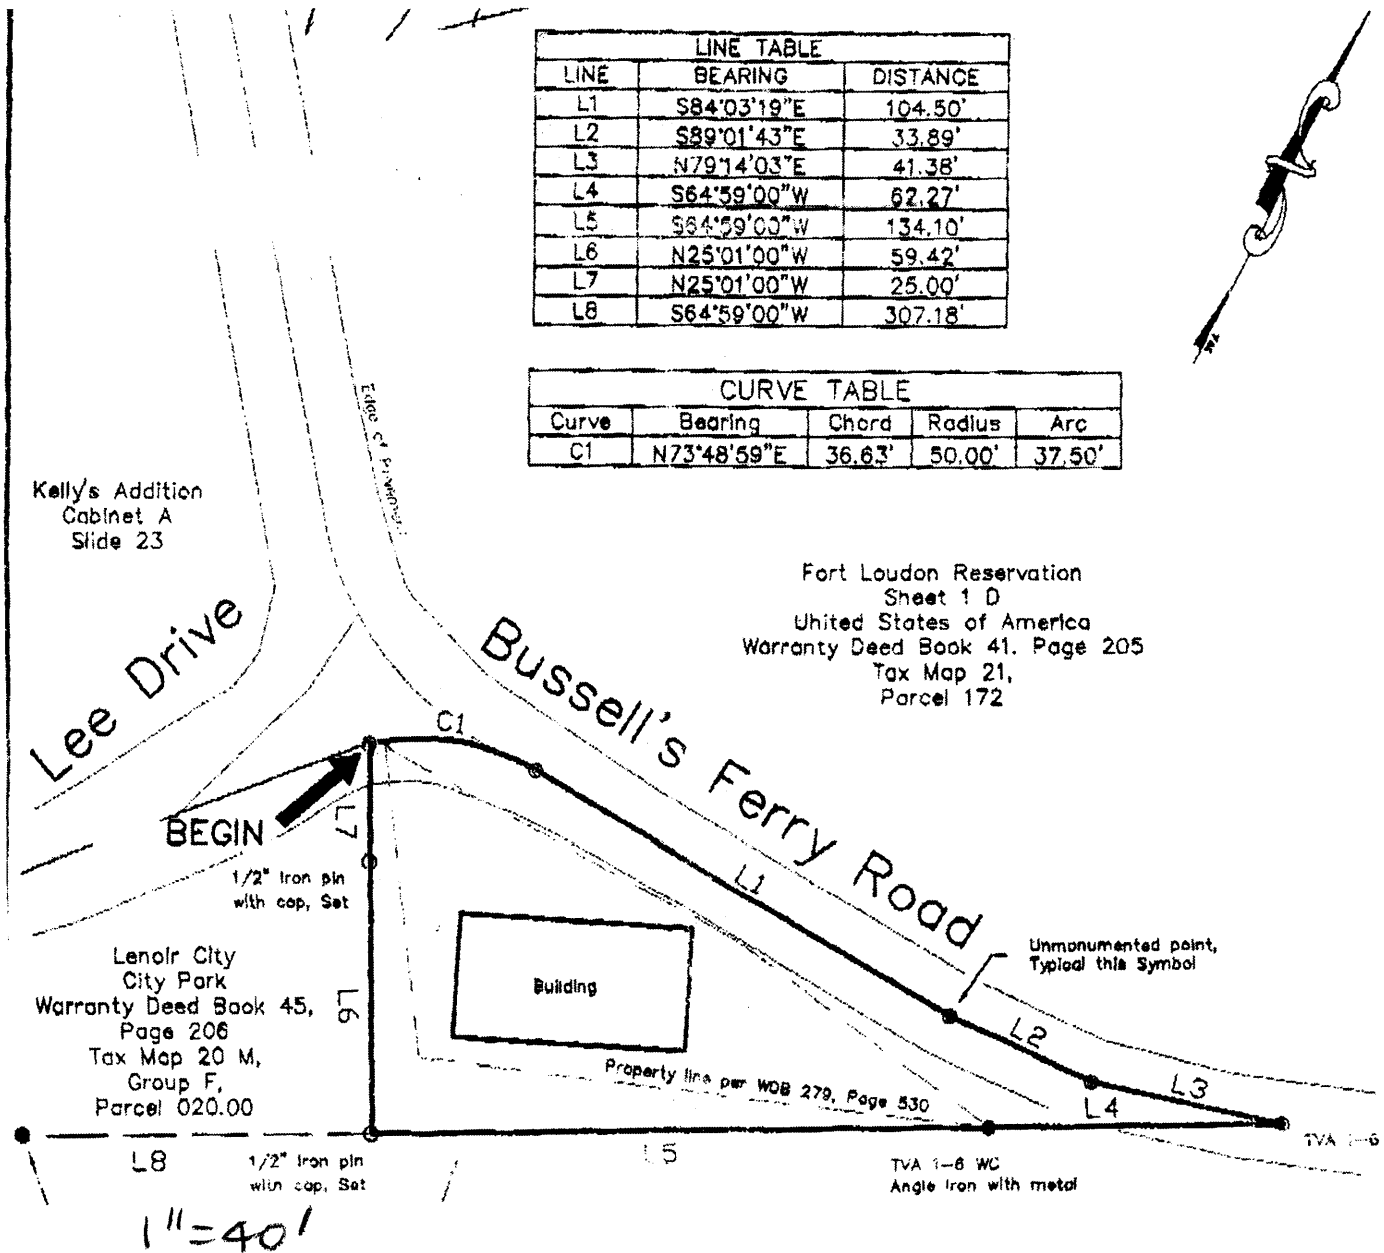 LINE TABLE
LINE BEARING DISTANCE
L1 S84°03'19"E 104.50'
L2 S89°01'43"E 33.89'
L3 N79°14'03"E 41.38'
L4 S64°59'00"W 62.27'
L5 S64°59'00"W 134.10'
L6 N25°01'00"W 59.42'
L7 N25°01'00"W 25.00'
L8 S64°59'00"W 307.18'
CURVE TABLE
Curve Bearing Chord Radius Arc
C1 N73°48'59"E 36.63' 50.00' 37.50'
Edge of Pavement
Kelly's Addition
Cabinet A
Slide 23
Fort Loudon Reservation
Sheet 1 D
United States of America
Warranty Deed Book 41. Page 205
Tax Map 21,
Parcel 172
Lee Drive
Bussell's Ferry Road
C1
BEGIN
L7
L1
1/2" Iron pin
with cap, Set
Unmonumented point,
Typical this Symbol
Lenoir City
City Park
Warranty Deed Book 45,
Page 206
Tax Map 20 M,
Group F,
Parcel 020.00
L6
Building
L2
L3
Property line per WDB 279, Page 530
L4
TVA 1-6
L8
1/2" Iron pin
with cap, Set
L5
TVA 1-6 WC
Angle Iron with metal
1"=40'